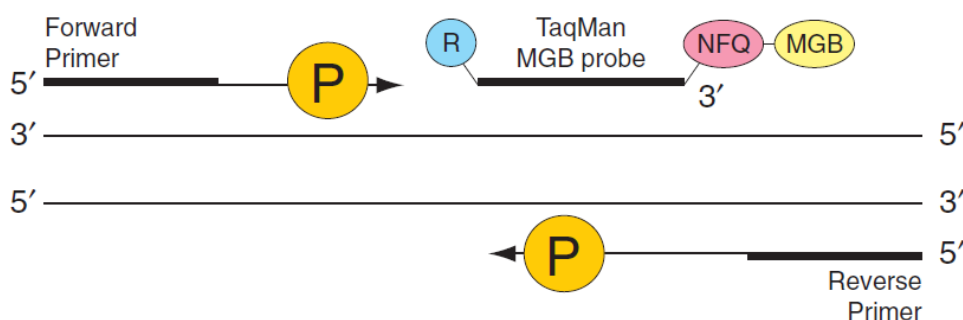 Forward
Primer
R
TaqMan
MGB probe
NFQ
MGB
5′
P
3′
3′
5′
5′
3′
P
5′
Reverse
Primer